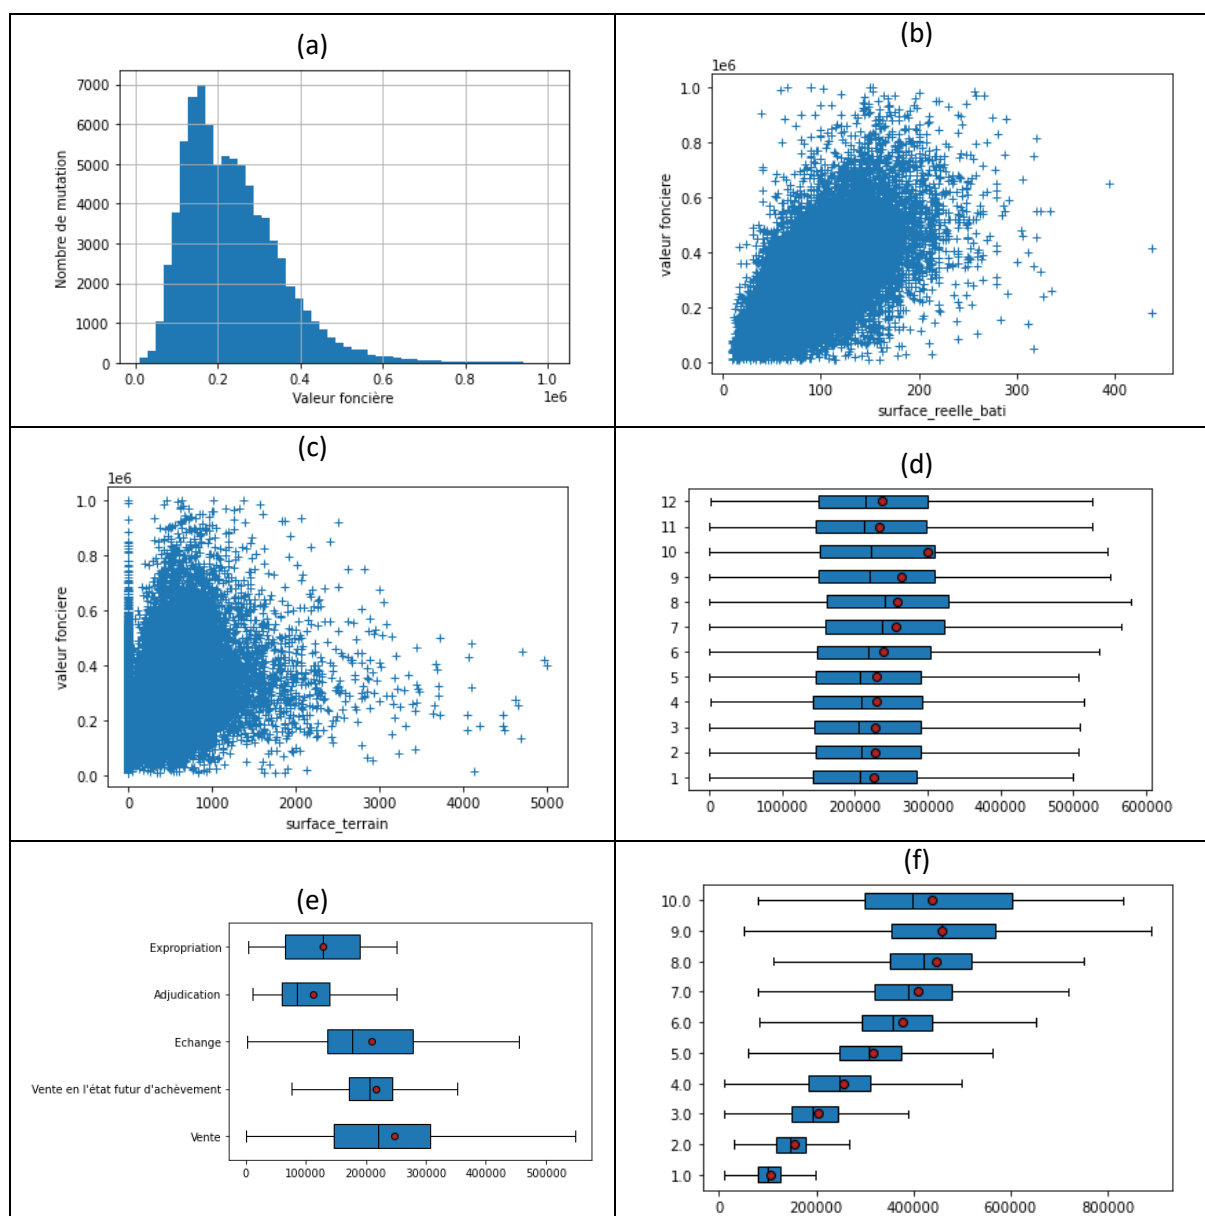 (a)
7000
6000
5000
4000
3000
2000
1000
0
Nombre de mutation
0.0 0.2 0.4 0.6 0.8 1.0
Valeur foncière
1e6
(b)
1e6
1.0
0.8
0.6
0.4
0.2
0.0
valeur fonciere
0 100 200 300 400
surface_reelle_bati
(c)
1e6
1.0
0.8
0.6
0.4
0.2
0.0
valeur fonciere
0 1000 2000 3000 4000 5000
surface_terrain
(d)
12
11
10
9
8
7
6
5
4
3
2
1
0 100000 200000 300000 400000 500000 600000
(e)
Expropriation
Adjudication
Echange
Vente en l'état futur d'achèvement
Vente
0 100000 200000 300000 400000 500000
(f)
10.0
9.0
8.0
7.0
6.0
5.0
4.0
3.0
2.0
1.0
0 200000 400000 600000 800000